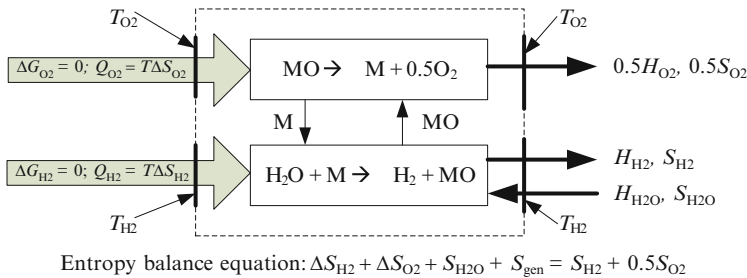 T_O2 T_O2
ΔG_O2 = 0; Q_O2 = TΔS_O2
MO → M + 0.5O₂
0.5H_O2, 0.5S_O2
M MO
ΔG_H2 = 0; Q_H2 = TΔS_H2
H₂O + M → H₂ + MO
H_H2, S_H2
H_H2O, S_H2O
T_H2 T_H2
Entropy balance equation: ΔS_H2 + ΔS_O2 + S_H2O + S_gen = S_H2 + 0.5S_O2